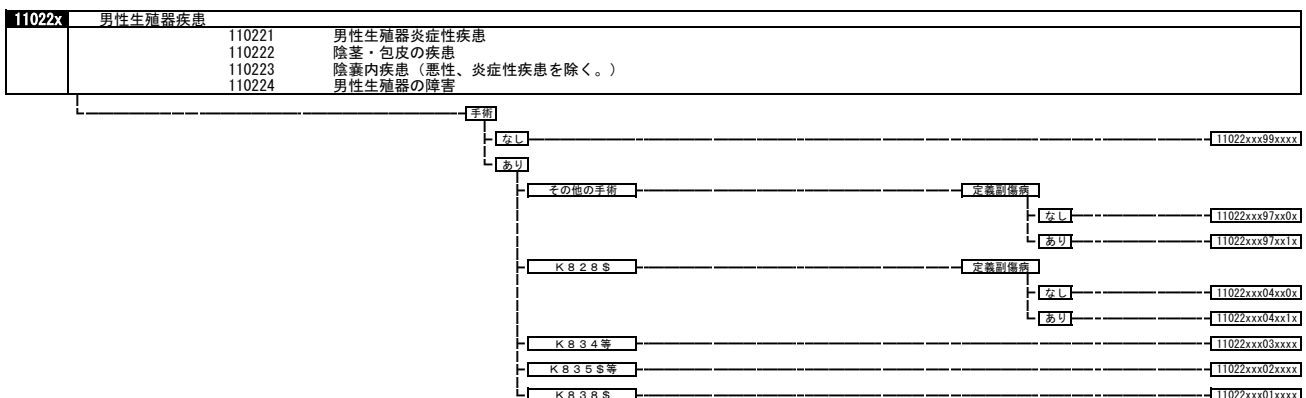 11022x 男性生殖器疾患
110221 男性生殖器炎症性疾患
110222 陰茎・包皮の疾患
110223 陰嚢内疾患（悪性、炎症性疾患を除く。）
110224 男性生殖器の障害
手術
なし 11022xxx99xxxx
あり
その他の手術 定義副傷病
なし 11022xxx97xx0x
あり 11022xxx97xx1x
Ｋ８２８＄ 定義副傷病
なし 11022xxx04xx0x
あり 11022xxx04xx1x
Ｋ８３４等 11022xxx03xxxx
Ｋ８３５＄等 11022xxx02xxxx
Ｋ８３８＄ 11022xxx01xxxx